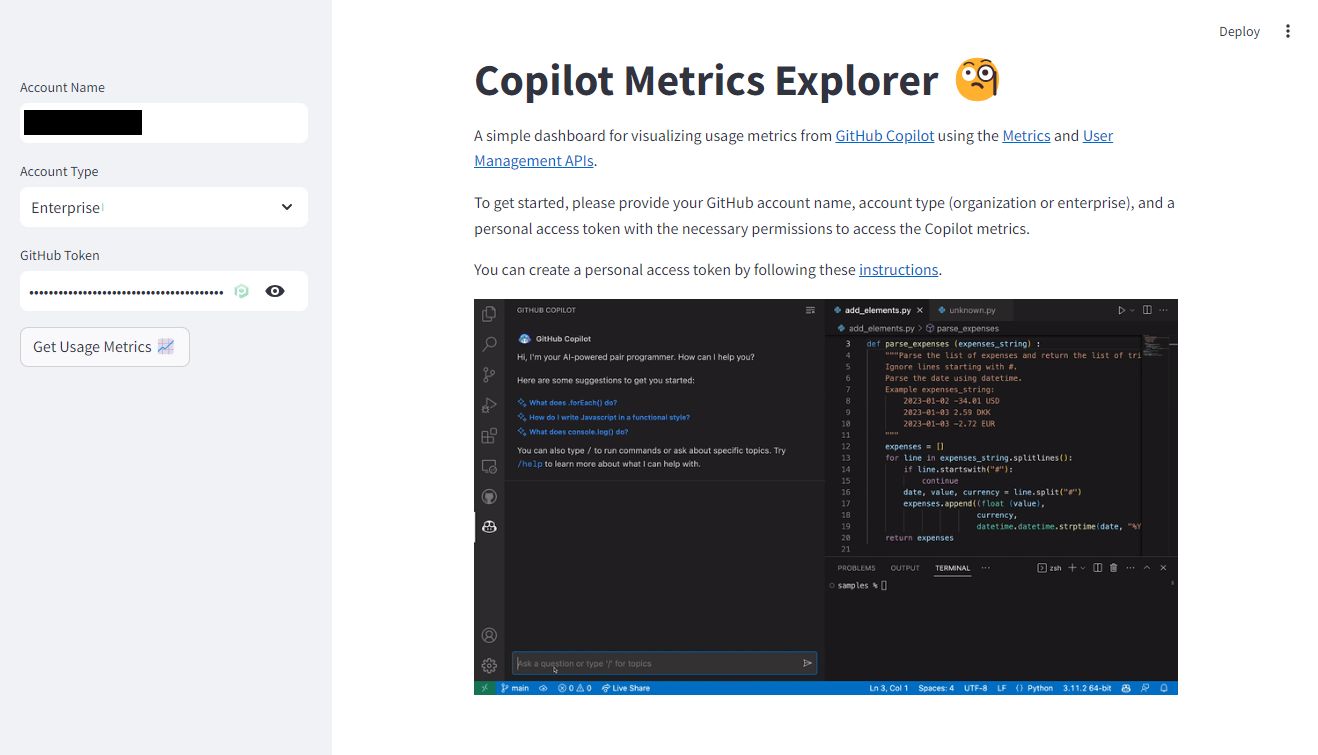 Deploy
Account Name
Account Type
Enterprise
GitHub Token
Get Usage Metrics
Copilot Metrics Explorer
A simple dashboard for visualizing usage metrics from GitHub Copilot using the Metrics and User
Management APIs.
To get started, please provide your GitHub account name, account type (organization or enterprise), and a
personal access token with the necessary permissions to access the Copilot metrics.
You can create a personal access token by following these instructions.
GITHUB COPILOT
GitHub Copilot
Hi, I'm your AI-powered pair programmer. How can I help you?
Here are some suggestions to get you started:
What does .forEach() do?
How do I write Javascript in a functional style?
What does console.log() do?
You can also type / to run commands or ask about specific topics. Try
/help to learn more about what I can help with.
Ask a question or type '/' for topics
add_elements.py unknown.py
add_elements.py > parse_expenses
3 def parse_expenses (expenses_string) :
4 """Parse the list of expenses and return the list of tri
5 Ignore lines starting with #.
6 Parse the date using datetime.
7 Example expenses_string:
8 2023-01-02 -34.01 USD
9 2023-01-03 2.59 DKK
10 2023-01-03 -2.72 EUR
11 """
12 expenses = []
13 for line in expenses_string.splitlines():
14 if line.startswith("#"):
15 continue
16 date, value, currency = line.split("#")
17 expenses.append((float (value),
18 currency,
19 datetime.datetime.strptime(date, "%Y
20 return expenses
21
PROBLEMS OUTPUT TERMINAL ··· zsh
samples %
main 0 0 Live Share Ln 3, Col 1 Spaces: 4 UTF-8 LF Python 3.11.2 64-bit